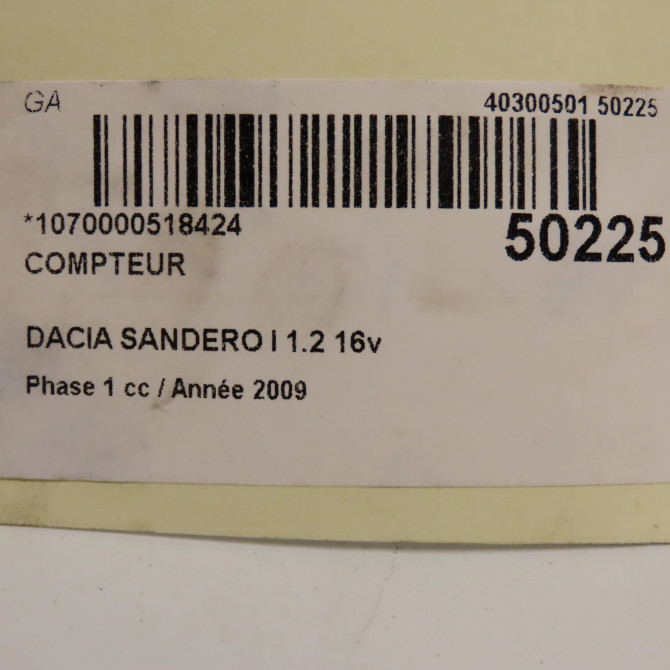 GA 40300501 50225
*1070000518424
50225
COMPTEUR
DACIA SANDERO I 1.2 16v
Phase 1 cc / Année 2009